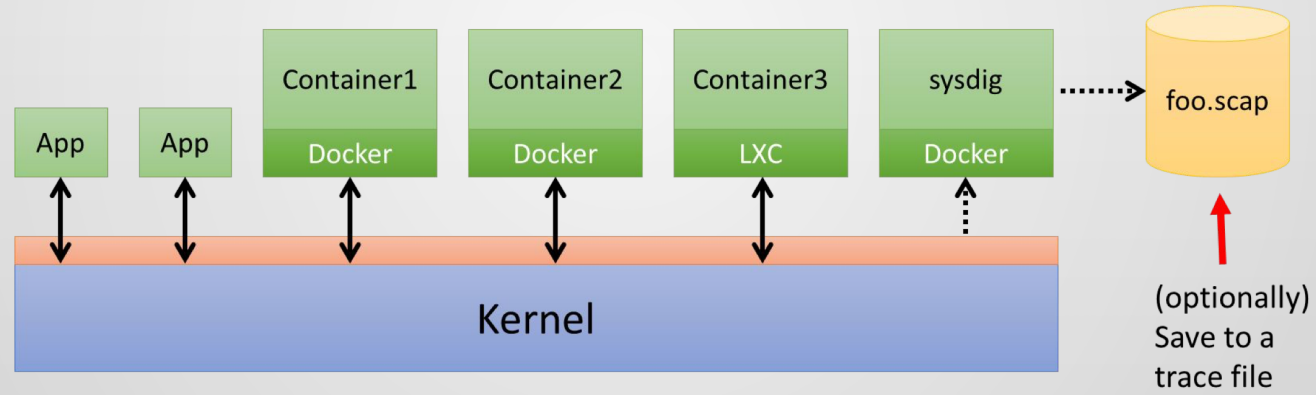 App
App
Container1
Docker
Container2
Docker
Container3
LXC
sysdig
Docker
foo.scap
Kernel
(optionally)
Save to a
trace file